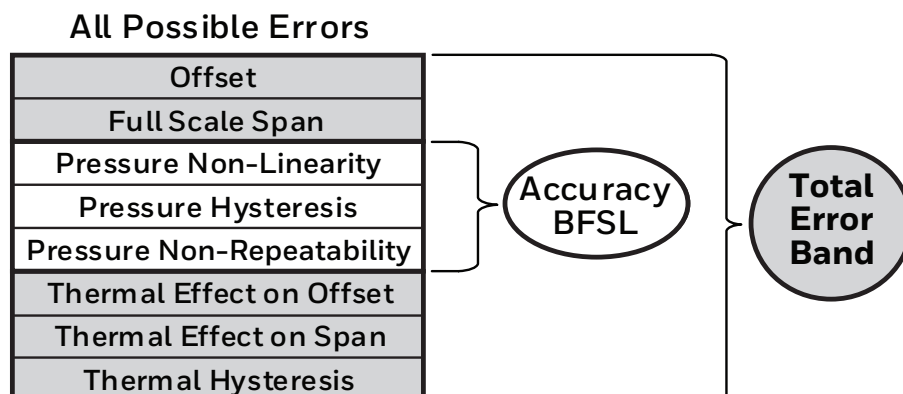 All Possible Errors
Offset
Full Scale Span
Pressure Non-Linearity
Pressure Hysteresis
Pressure Non-Repeatability
Thermal Effect on Offset
Thermal Effect on Span
Thermal Hysteresis
Accuracy
BFSL
Total
Error
Band